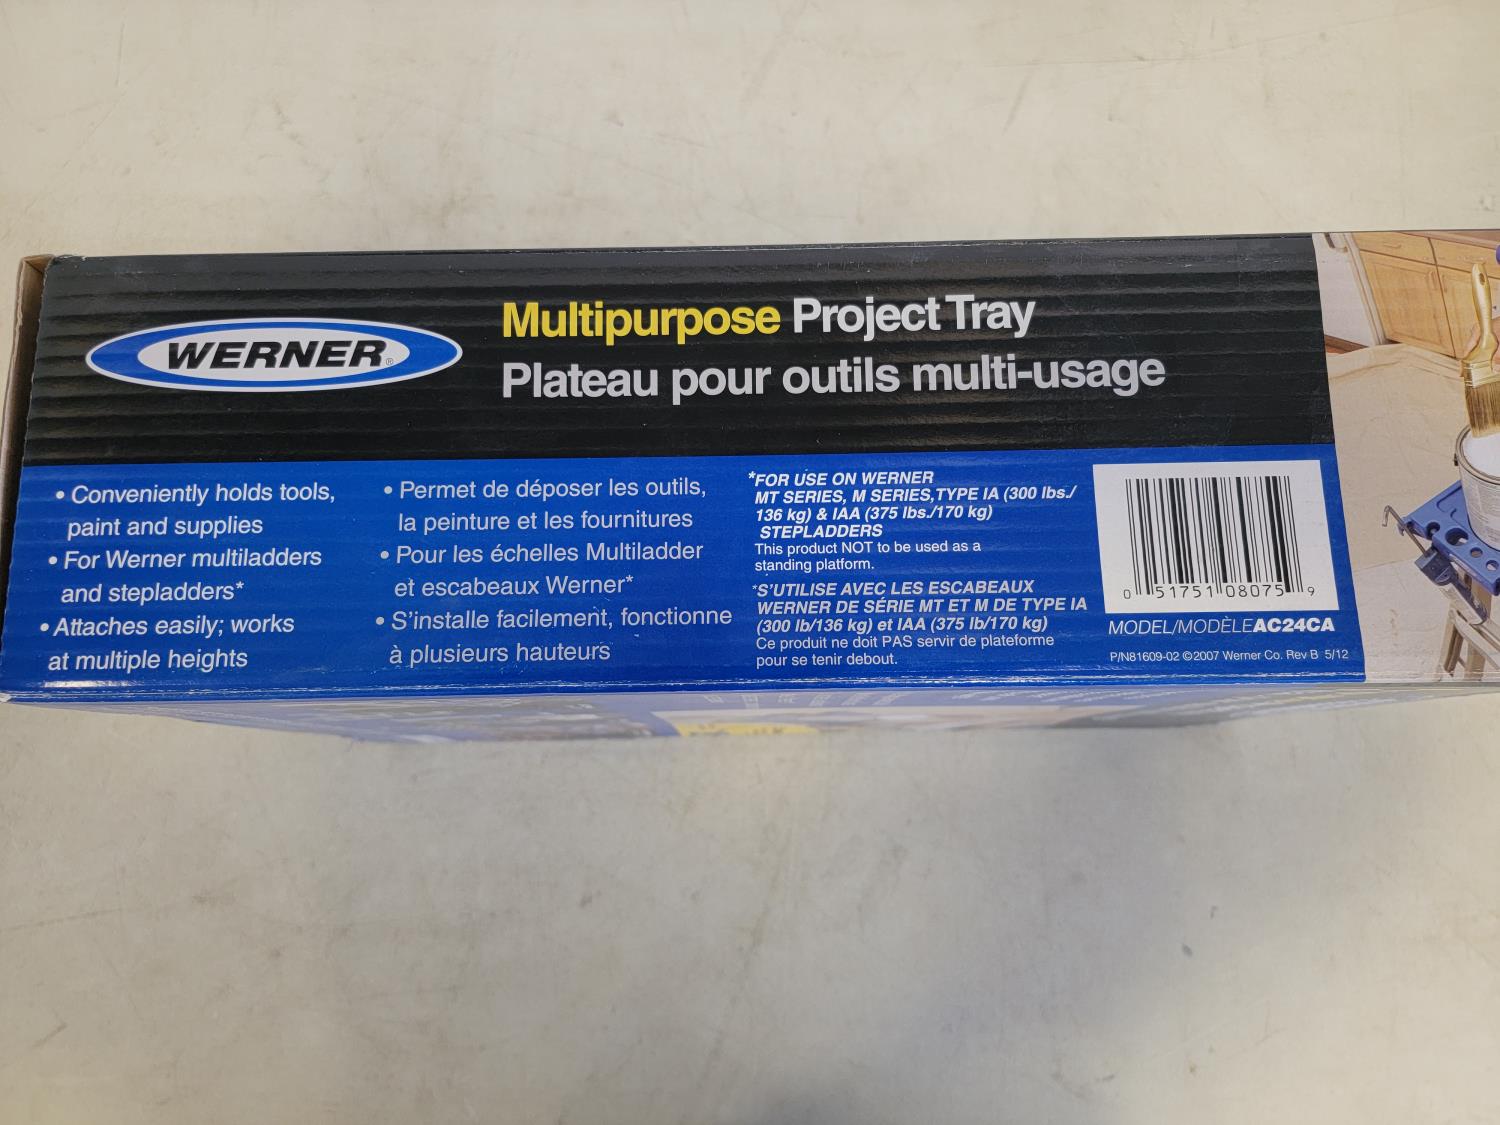 WERNER®
Multipurpose Project Tray
Plateau pour outils multi-usage
• Conveniently holds tools,
paint and supplies
• For Werner multiladders
and stepladders*
• Attaches easily; works
at multiple heights
• Permet de déposer les outils,
la peinture et les fournitures
• Pour les échelles Multiladder
et escabeaux Werner*
• S'installe facilement, fonctionne
à plusieurs hauteurs
*FOR USE ON WERNER
MT SERIES, M SERIES, TYPE IA (300 lbs./
136 kg) & IAA (375 lbs./170 kg)
STEPLADDERS
This product NOT to be used as a
standing platform.
*S'UTILISE AVEC LES ESCABEAUX
WERNER DE SÉRIE MT ET M DE TYPE IA
(300 lb/136 kg) et IAA (375 lb/170 kg)
Ce produit ne doit PAS servir de plateforme
pour se tenir debout.
0 51751 08075 9
MODEL/MODÈLE AC24CA
P/N81609-02 ©2007 Werner Co. Rev B 5/12